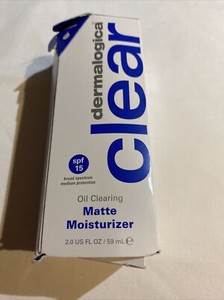 dermalogica
clear
spf
15
broad spectrum
medium protection
Oil Clearing
Matte
Moisturizer
2.0 US FL OZ / 59 mL e